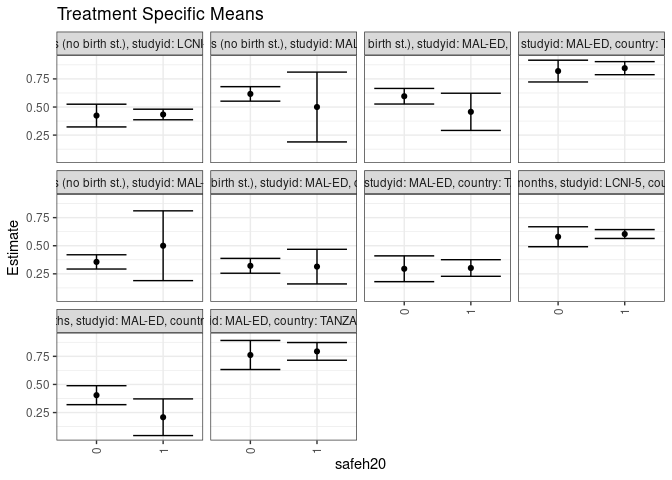 Treatment Specific Means
s (no birth st.), studyid: LCNI-
s (no birth st.), studyid: MAL
birth st.), studyid: MAL-ED,
studyid: MAL-ED, country: T
0.75
0.50
0.25
s (no birth st.), studyid: MAL-
birth st.), studyid: MAL-ED,
studyid: MAL-ED, country: T
months, studyid: LCNI-5, cou
0.75
0.50
0.25
0
1
0
1
ths, studyid: MAL-ED, countr
id: MAL-ED, country: TANZA
0.75
0.50
0.25
0
1
0
1
Estimate
safeh20